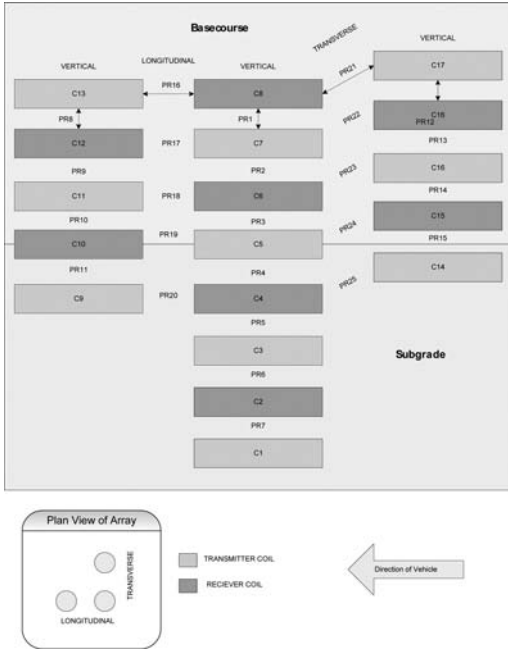 Basecourse
TRANSVERSE
VERTICAL
LONGITUDINAL
VERTICAL
VERTICAL
C13
PR16
C8
PR21
C17
PR8
PR1
PR22
PR12
C12
PR17
C7
PR13
PR9
PR2
PR23
C16
C11
PR18
C6
PR14
PR10
PR3
PR24
C15
C10
PR19
C5
PR15
PR11
PR4
PR25
C14
C9
PR20
C4
PR5
C3
Subgrade
PR6
C2
PR7
C1
Plan View of Array
TRANSVERSE
LONGITUDINAL
TRANSMITTER COIL
RECIEVER COIL
Direction of Vehicle